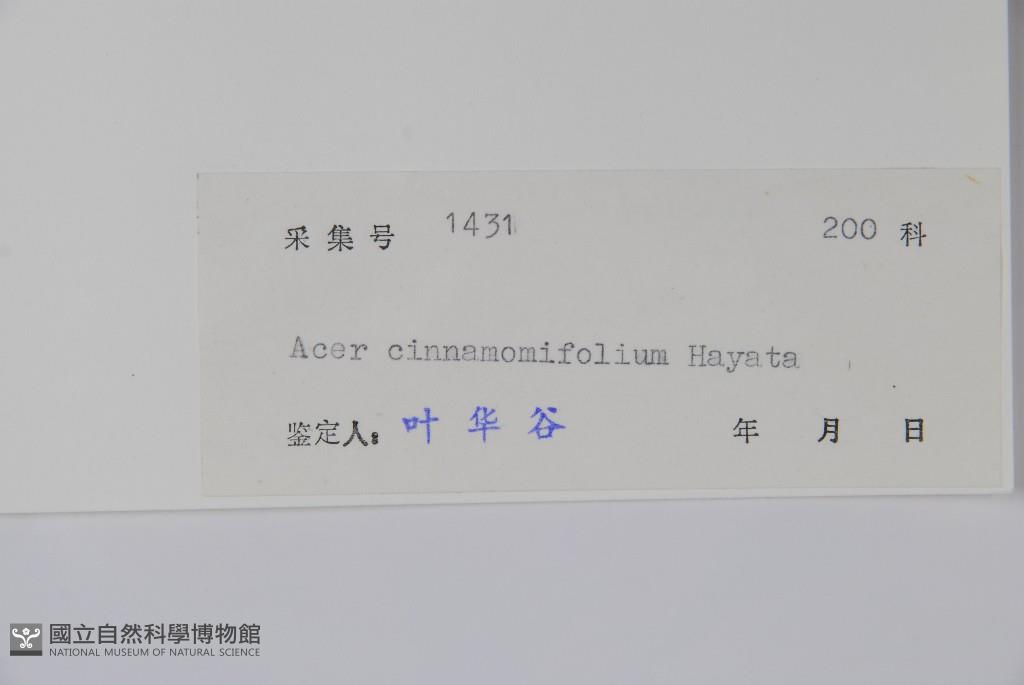 采集号 1431 200 科
Acer cinnamomifolium Hayata
鉴定人: 叶华谷 年 月 日
國立自然科學博物館
NATIONAL MUSEUM OF NATURAL SCIENCE